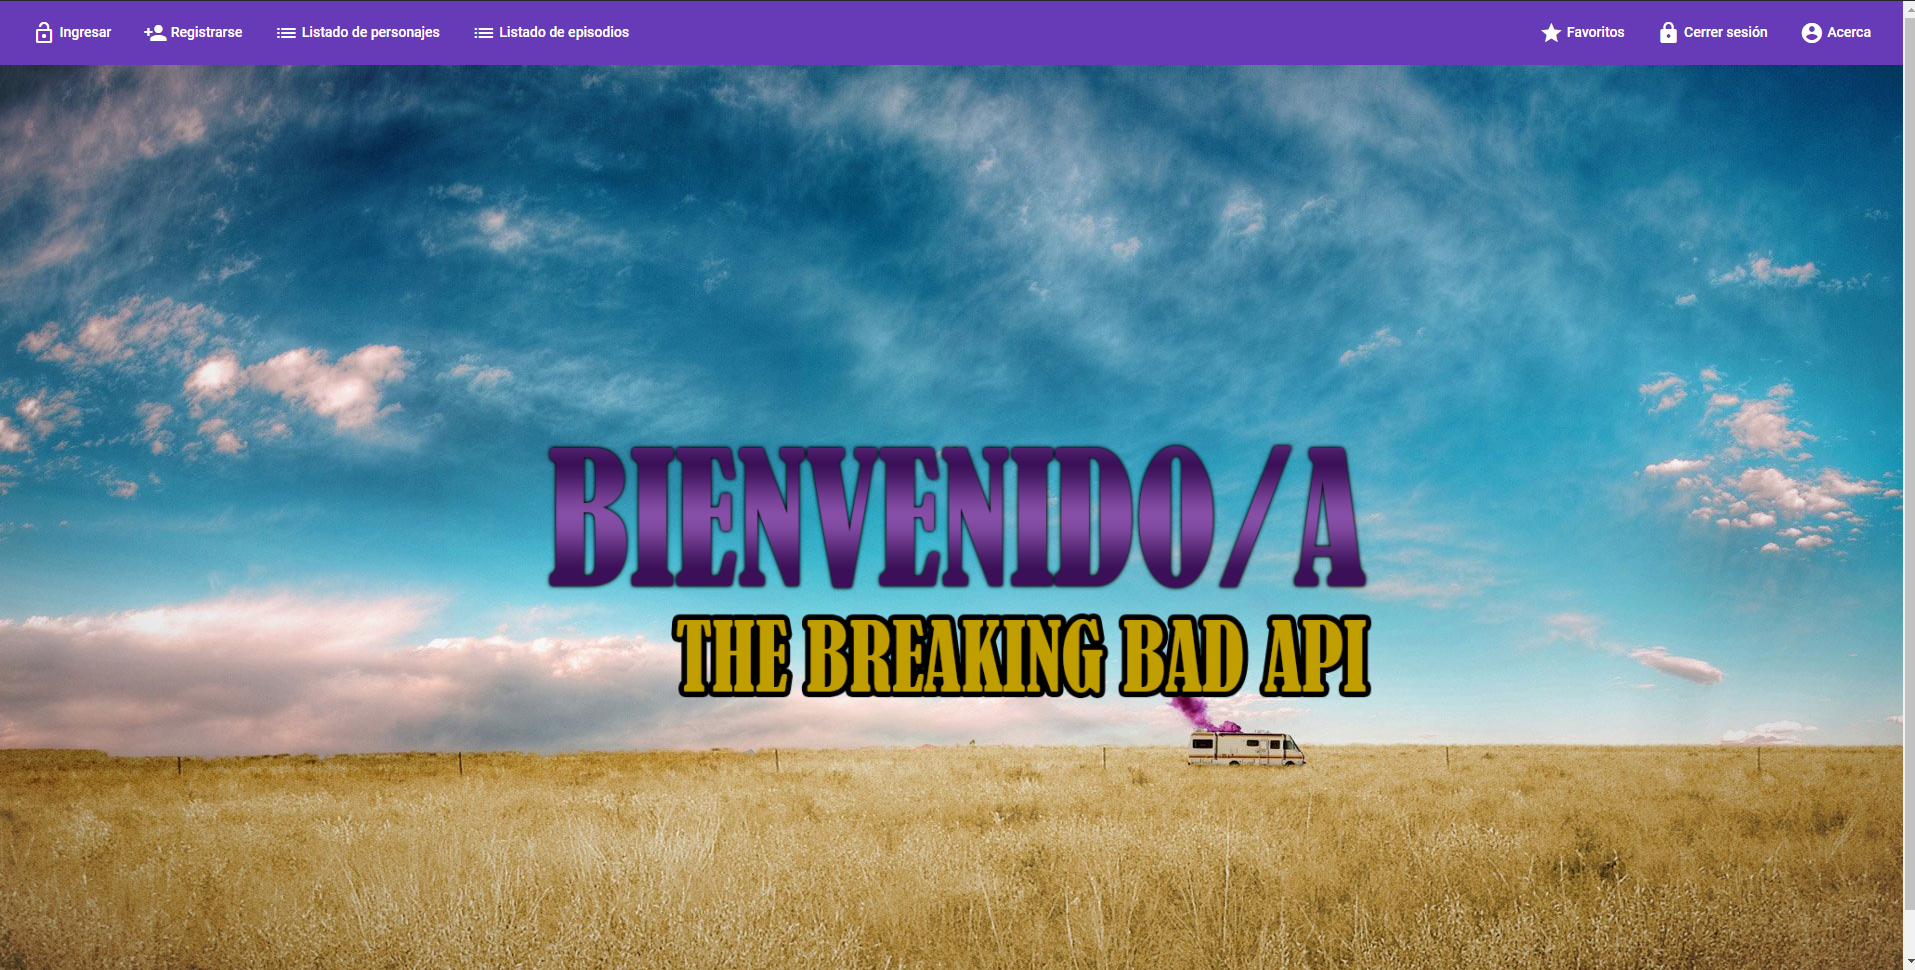 Ingresar Registrarse Listado de personajes Listado de episodios Favoritos Cerrer sesión Acerca
BIENVENIDO/A
THE BREAKING BAD API